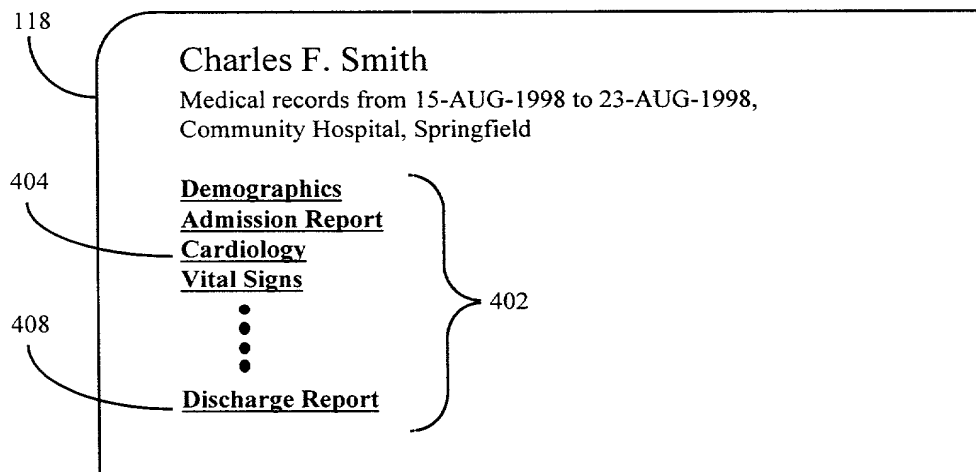 118
Charles F. Smith
Medical records from 15-AUG-1998 to 23-AUG-1998,
Community Hospital, Springfield
404
Demographics
Admission Report
Cardiology
Vital Signs
402
408
Discharge Report